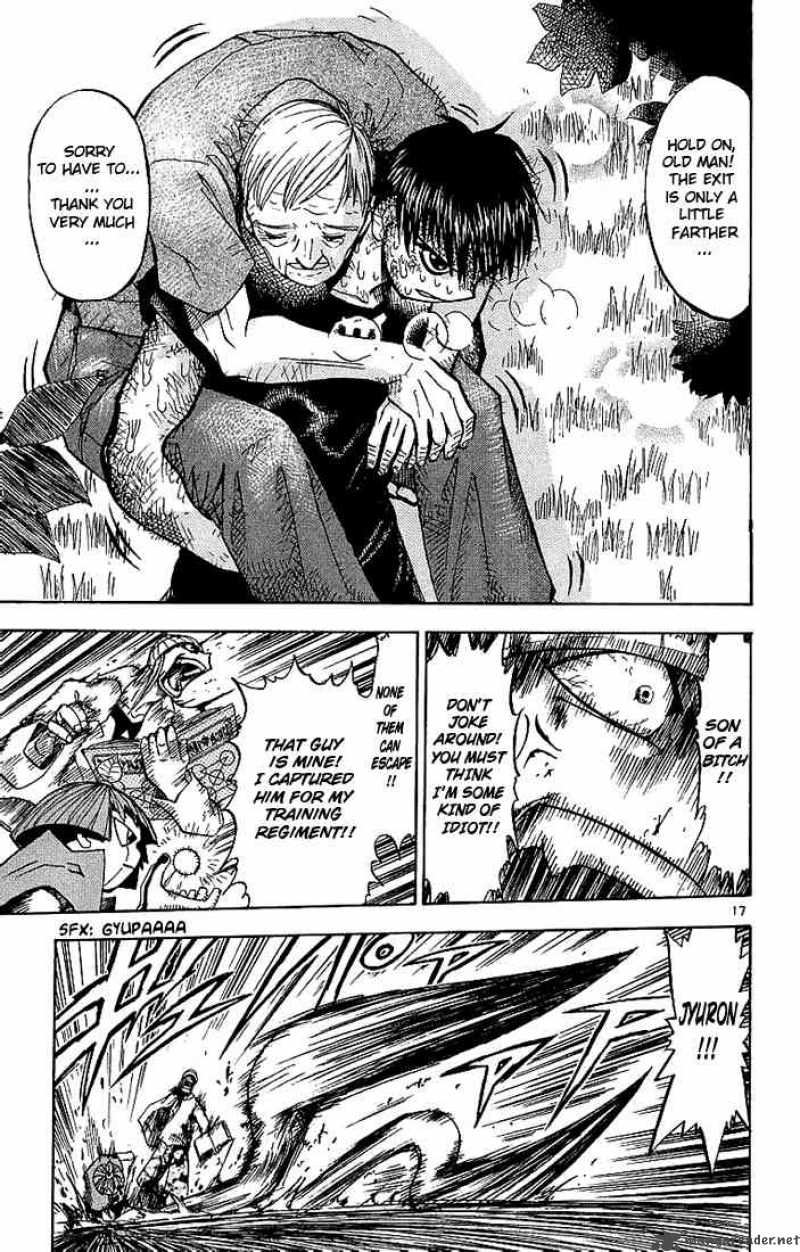 HOLD ON,
OLD MAN!
THE EXIT
IS ONLY A
LITTLE
FARTHER
...
SORRY
TO HAVE TO...
...
THANK YOU
VERY MUCH
...
SON
OF A
BITCH
!!
DON'T
JOKE
AROUND!
YOU MUST
THINK
I'M SOME
KIND OF
IDIOT!!
NONE
OF
THEM
CAN
ESCAPE
!!
THAT GUY
IS MINE!
I CAPTURED
HIM FOR MY
TRAINING
REGIMENT!!
17
SFX: GYUPAAAA
JYURON
!!!